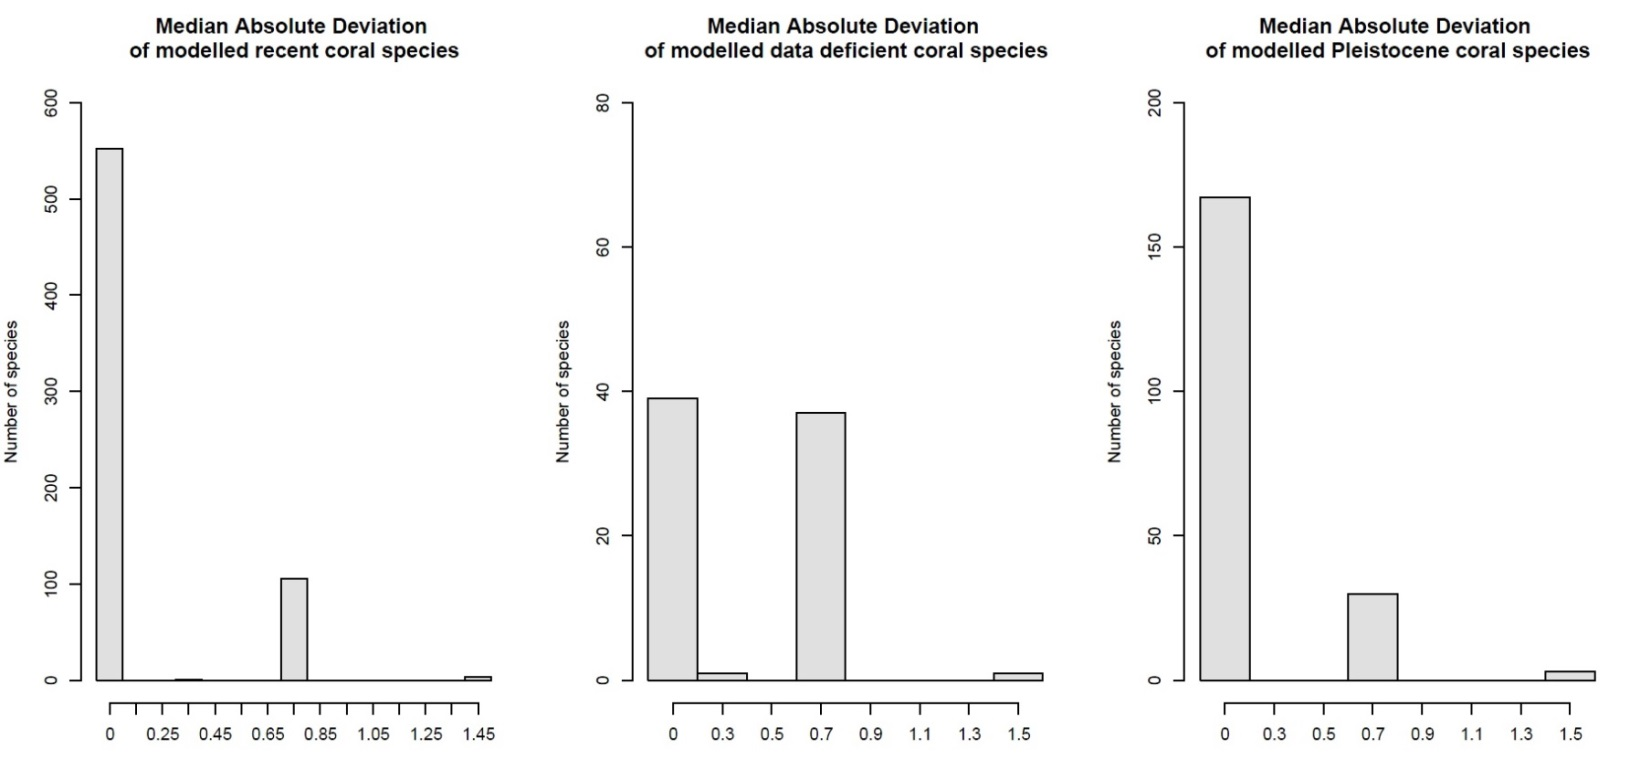 Median Absolute Deviation
of modelled recent coral species
Number of species
600
500
400
300
200
100
0
0 0.25 0.45 0.65 0.85 1.05 1.25 1.45
Median Absolute Deviation
of modelled data deficient coral species
Number of species
80
60
40
20
0
0 0.3 0.5 0.7 0.9 1.1 1.3 1.5
Median Absolute Deviation
of modelled Pleistocene coral species
Number of species
200
150
100
50
0
0 0.3 0.5 0.7 0.9 1.1 1.3 1.5